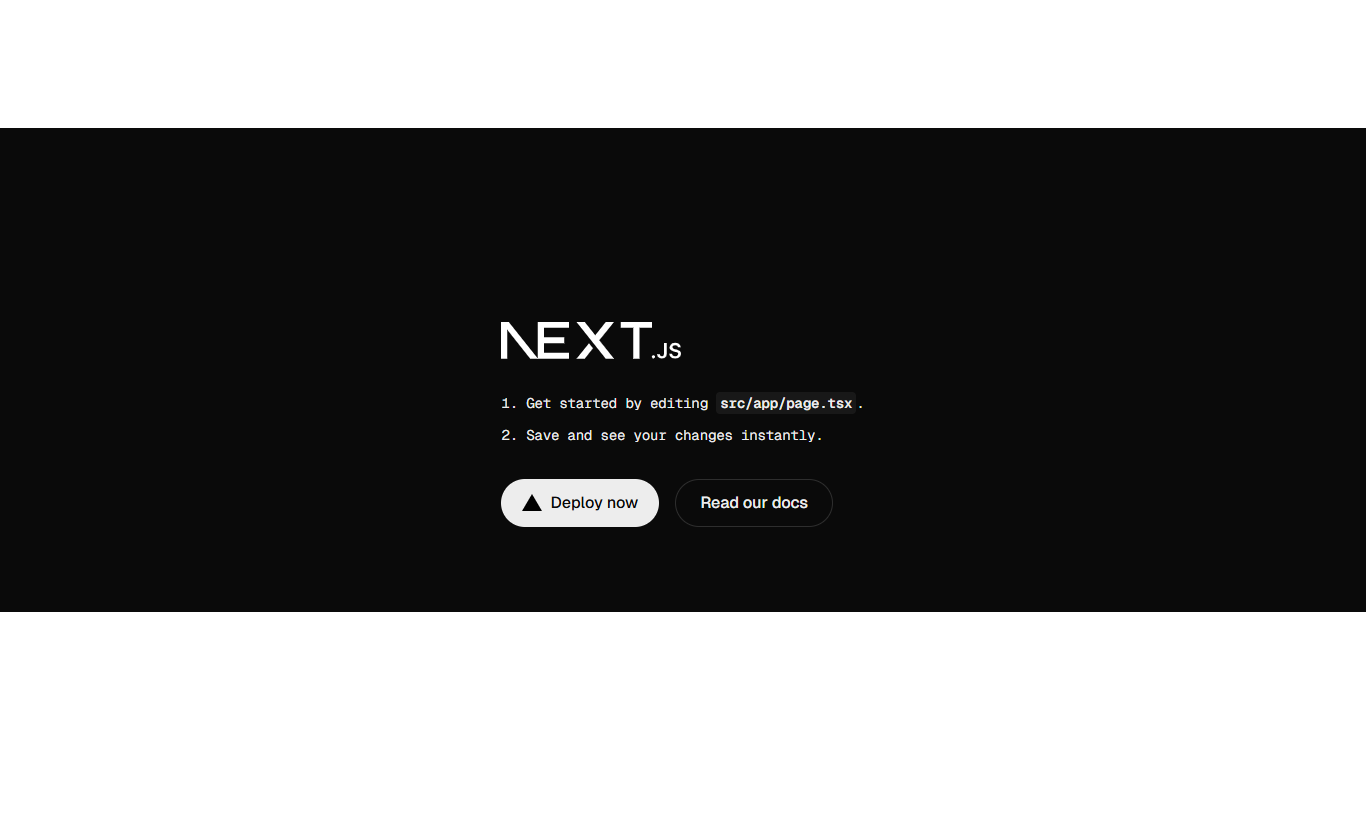 NEXT.JS
1. Get started by editing src/app/page.tsx.
2. Save and see your changes instantly.
Deploy now
Read our docs